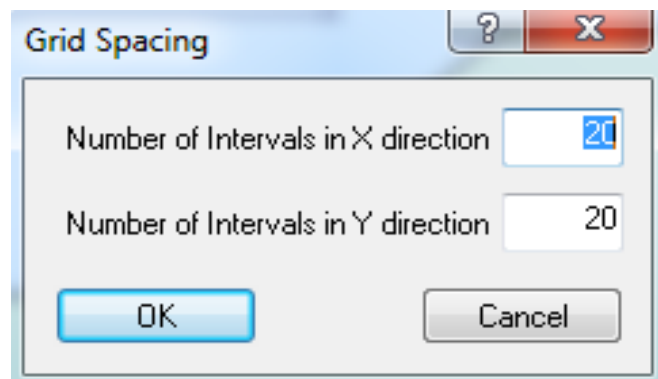 Grid Spacing
Number of Intervals in X direction 20
Number of Intervals in Y direction 20
OK Cancel